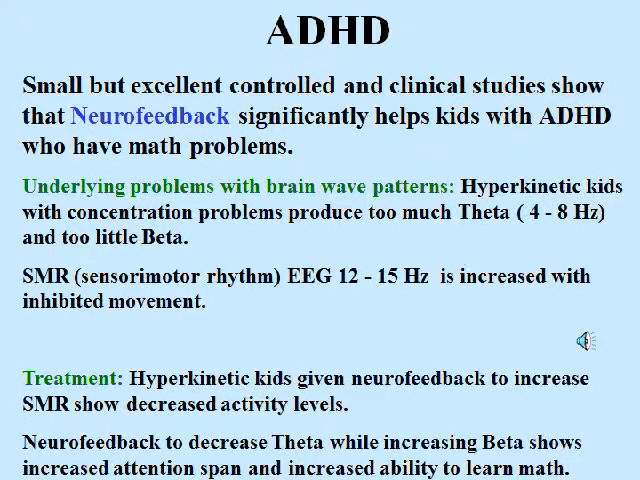 ADHD
Small but excellent controlled and clinical studies show
that Neurofeedback significantly helps kids with ADHD
who have math problems.
Underlying problems with brain wave patterns: Hyperkinetic kids
with concentration problems produce too much Theta ( 4 - 8 Hz)
and too little Beta.
SMR (sensorimotor rhythm) EEG 12 - 15 Hz is increased with
inhibited movement.
Treatment: Hyperkinetic kids given neurofeedback to increase
SMR show decreased activity levels.
Neurofeedback to decrease Theta while increasing Beta shows
increased attention span and increased ability to learn math.